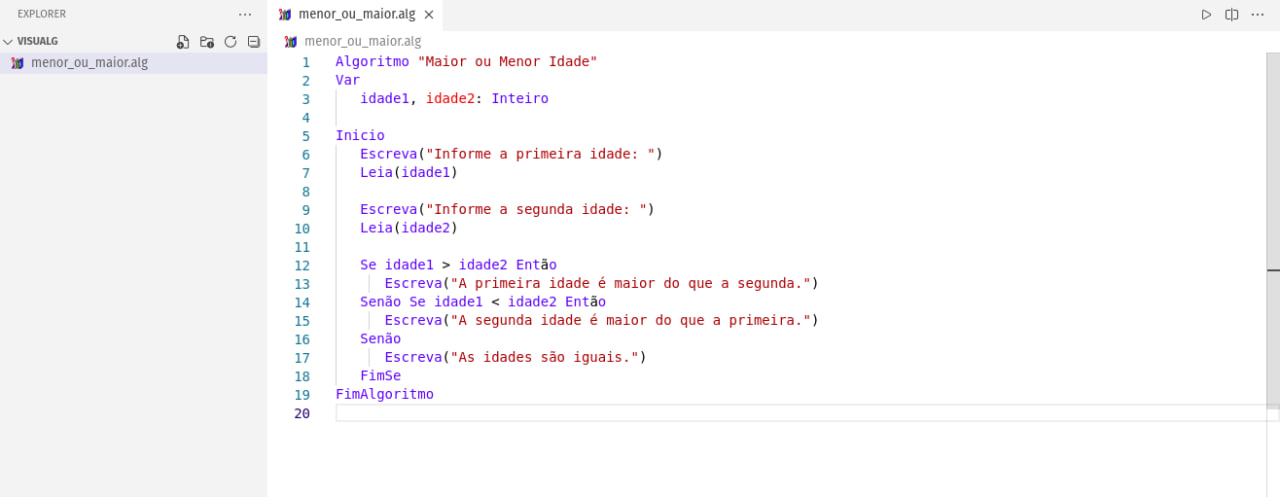 EXPLORER
VISUALG
menor_ou_maior.alg
menor_ou_maior.alg
menor_ou_maior.alg
1 Algoritmo "Maior ou Menor Idade"
2 Var
3 idade1, idade2: Inteiro
4
5 Inicio
6 Escreva("Informe a primeira idade: ")
7 Leia(idade1)
8
9 Escreva("Informe a segunda idade: ")
10 Leia(idade2)
11
12 Se idade1 > idade2 Então
13 Escreva("A primeira idade é maior do que a segunda.")
14 Senão Se idade1 < idade2 Então
15 Escreva("A segunda idade é maior do que a primeira.")
16 Senão
17 Escreva("As idades são iguais.")
18 FimSe
19 FimAlgoritmo
20